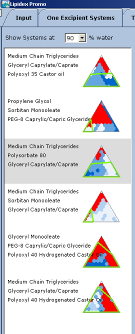 Lipidex Promo
Input
One Excipient Systems
T
Show Systems at 90 % water
Medium Chain Triglycerides
Glyceryl Caprylate/Caprate
Polyoxyl 35 Castor oil
Propylene Glycol
Sorbitan Monooleate
PEG-8 Caprylic/Capric Glycerides
Medium Chain Triglycerides
Polysorbate 80
Glyceryl Caprylate/Caprate
Medium Chain Triglycerides
Sorbitan Monooleate
Glyceryl Caprylate/Caprate
Glyceryl Monooleate
PEG-8 Caprylic/Capric Glyceride
Polyoxyl 40 Hydrogenated Castor
Medium Chain Triglycerides
Glyceryl Caprylate/Caprate
Polyoxyl 40 Hydrogenated Castor